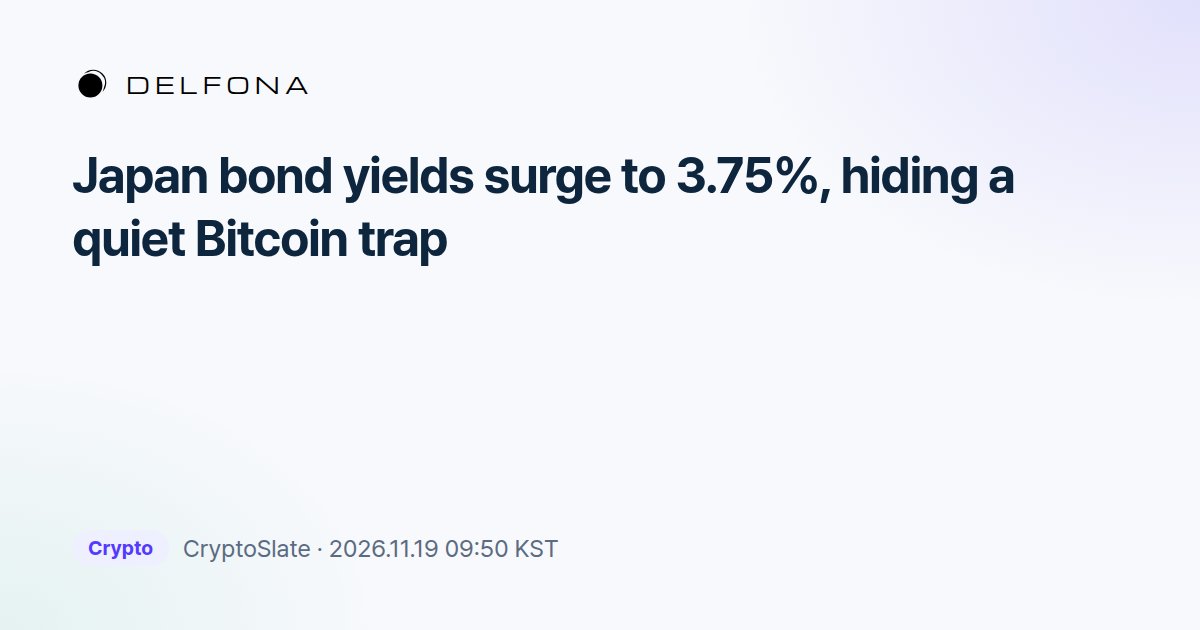 DELFONA
Japan bond yields surge to 3.75%, hiding a
quiet Bitcoin trap
Crypto CryptoSlate · 2026.11.19 09:50 KST